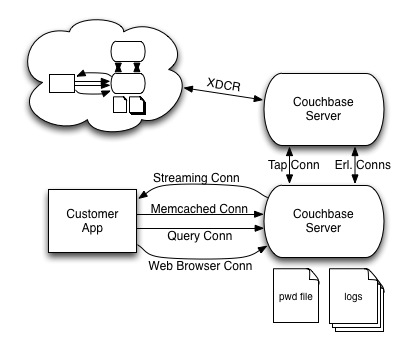 XDCR
Couchbase
Server
Tap Conn
Erl. Conns
Streaming Conn
Customer
App
Memcached Conn
Query Conn
Web Browser Conn
Couchbase
Server
pwd file
logs